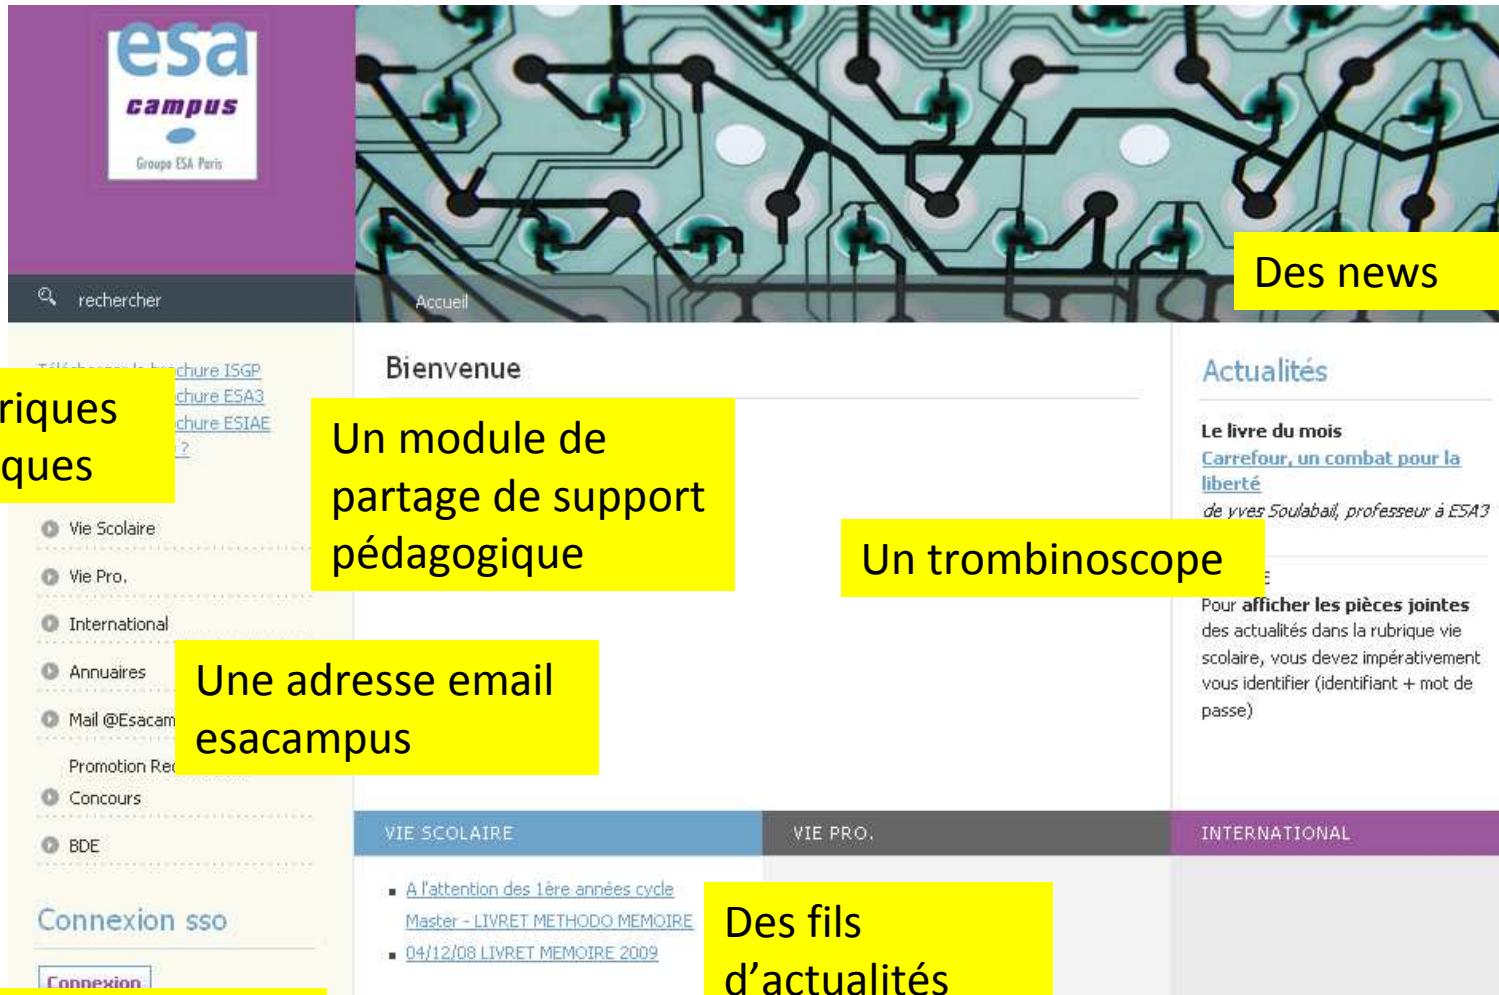 esa
campus
Groupe ESA Paris
rechercher
Accueil
Des news
chure ISGP
chure ESA3
chure ESIAE
?
riques
iques
Vie Scolaire
Vie Pro.
International
Annuaires
Mail @Esacam
Promotion Re
Concours
BDE
Connexion sso
Connexion
Bienvenue
Un module de
partage de support
pédagogique
Un trombinoscope
Une adresse email
esacampus
Actualités
Le livre du mois
Carrefour, un combat pour la
liberté
de yves Soulabail, professeur à ESA3
Pour afficher les pièces jointes
des actualités dans la rubrique vie
scolaire, vous devez impérativement
vous identifier (identifiant + mot de
passe)
VIE SCOLAIRE
A l'attention des 1ère années cycle
Master - LIVRET METHODO MEMOIRE
04/12/08 LIVRET MEMOIRE 2009
VIE PRO.
INTERNATIONAL
Des fils
d'actualités